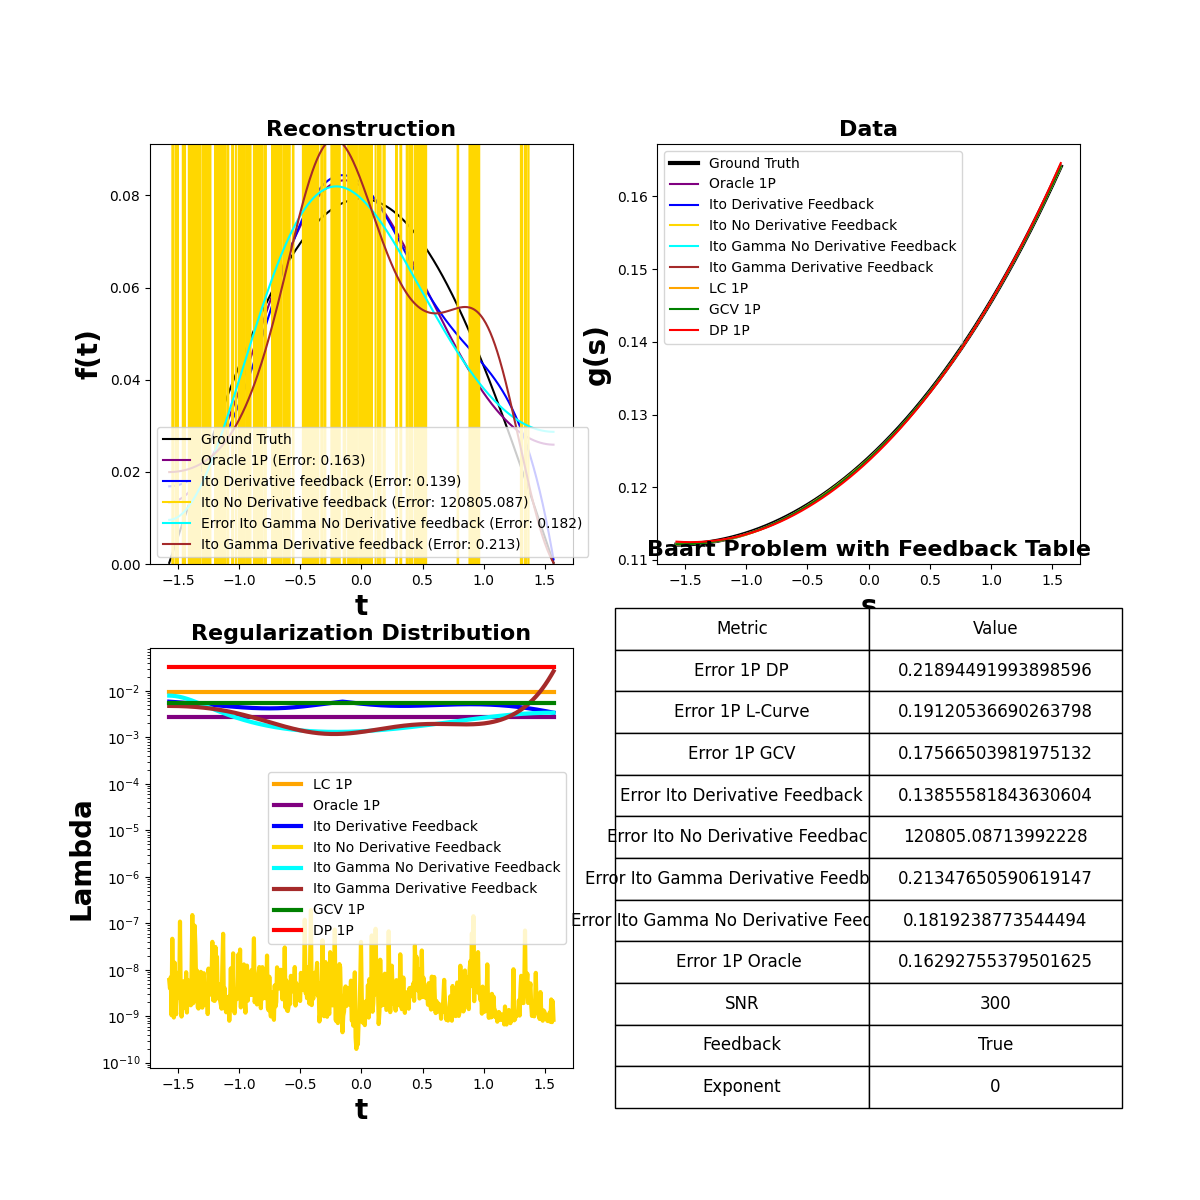 Reconstruction
f(t)
0.08
0.06
0.04
0.02
0.00
Ground Truth
Oracle 1P (Error: 0.163)
Ito Derivative feedback (Error: 0.139)
Ito No Derivative feedback (Error: 120805.087)
Error Ito Gamma No Derivative feedback (Error: 0.182)
Ito Gamma Derivative feedback (Error: 0.213)
−1.5 −1.0 −0.5 0.0 0.5 1.0 1.5
t
Data
g(s)
0.16
0.15
0.14
0.13
0.12
0.11
Ground Truth
Oracle 1P
Ito Derivative Feedback
Ito No Derivative Feedback
Ito Gamma No Derivative Feedback
Ito Gamma Derivative Feedback
LC 1P
GCV 1P
DP 1P
−1.5 −1.0 −0.5 0.0 0.5 1.0 1.5
s
Regularization Distribution
Lambda
10−2
10−3
10−4
10−5
10−6
10−7
10−8
10−9
10−10
LC 1P
Oracle 1P
Ito Derivative Feedback
Ito No Derivative Feedback
Ito Gamma No Derivative Feedback
Ito Gamma Derivative Feedback
GCV 1P
DP 1P
−1.5 −1.0 −0.5 0.0 0.5 1.0 1.5
t
Baart Problem with Feedback Table
Metric Value
Error 1P DP 0.21894491993898596
Error 1P L-Curve 0.19120536690263798
Error 1P GCV 0.17566503981975132
Error Ito Derivative Feedback 0.13855581843630604
Error Ito No Derivative Feedbac 120805.08713992228
Error Ito Gamma Derivative Feedb 0.21347650590619147
Error Ito Gamma No Derivative Feec 0.1819238773544494
Error 1P Oracle 0.16292755379501625
SNR 300
Feedback True
Exponent 0